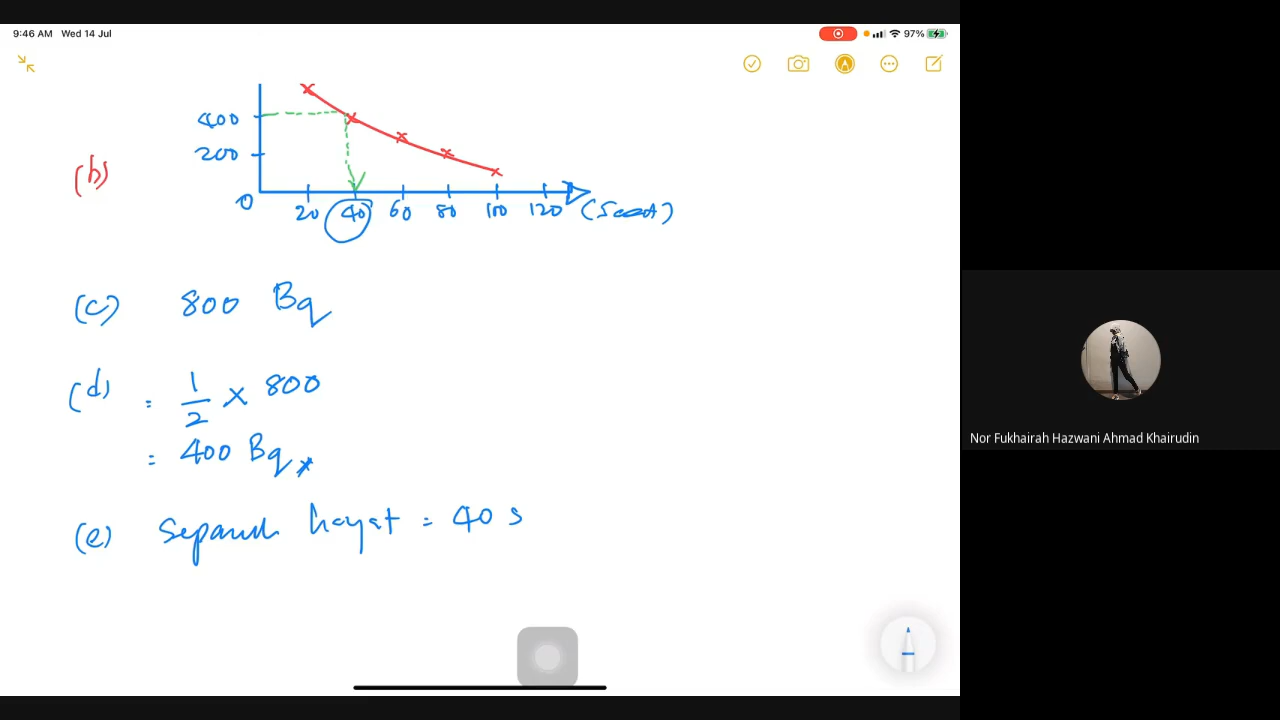 9:46 AM Wed 14 Jul
97%
400
200
(b)
0
20 40 60 80 100 120
(c) 800 Bq
(d) = 1/2 × 800
= 400 Bq
(e) Separuh hayat = 40 s
Nor Fukhairah Hazwani Ahmad Khairudin